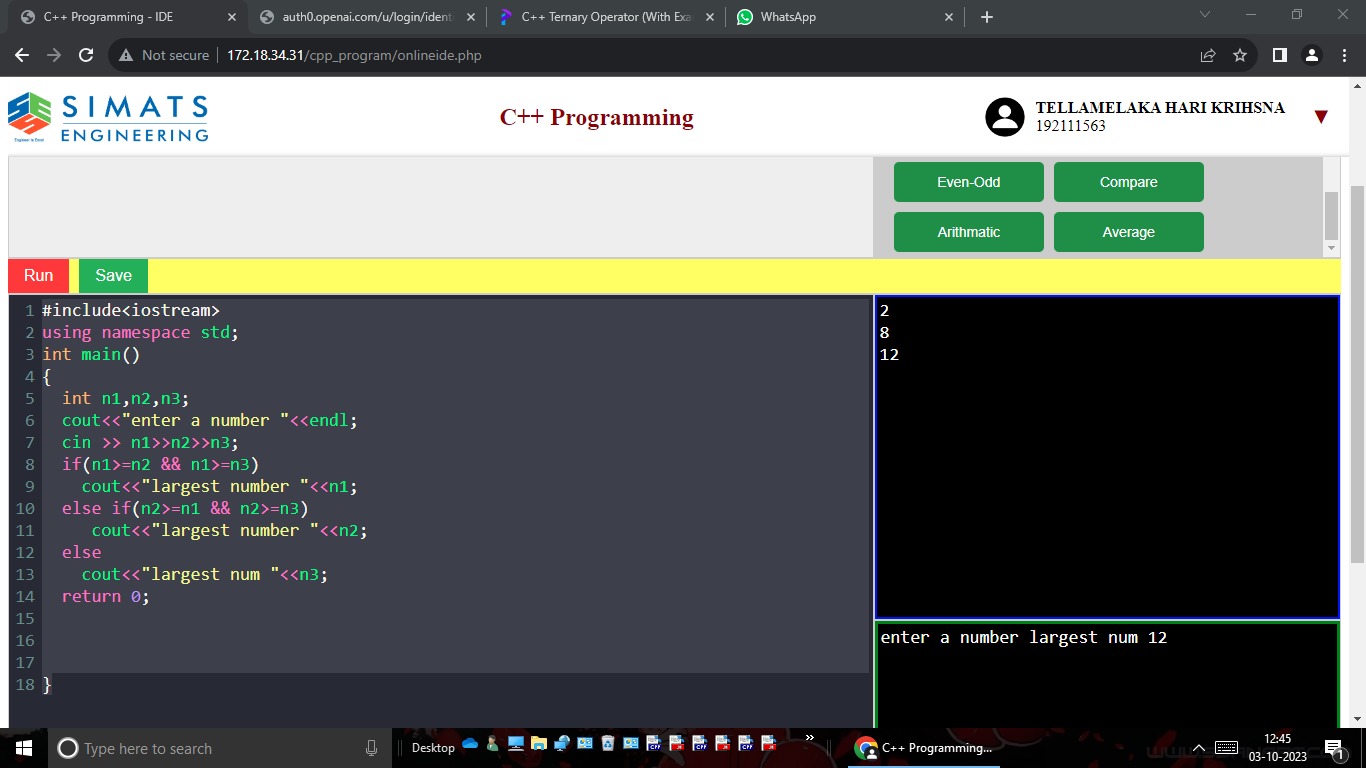 C++ Programming - IDE
auth0.openai.com/u/login/identi
C++ Ternary Operator (With Exa
WhatsApp
Not secure
172.18.34.31/cpp_program/onlineide.php
SIMATS
ENGINEERING
Engineer to Excel
C++ Programming
TELLAMELAKA HARI KRIHSNA
192111563
Even-Odd
Compare
Arithmatic
Average
Run
Save
1 #include<iostream>
2 using namespace std;
3 int main()
4 {
5   int n1,n2,n3;
6   cout<<"enter a number "<<endl;
7   cin >> n1>>n2>>n3;
8   if(n1>=n2 && n1>=n3)
9     cout<<"largest number "<<n1;
10   else if(n2>=n1 && n2>=n3)
11      cout<<"largest number "<<n2;
12   else
13     cout<<"largest num "<<n3;
14   return 0;
15
16
17
18 }
2
8
12
enter a number largest num 12
Type here to search
Desktop
C++ Programming...
12:45
03-10-2023
1